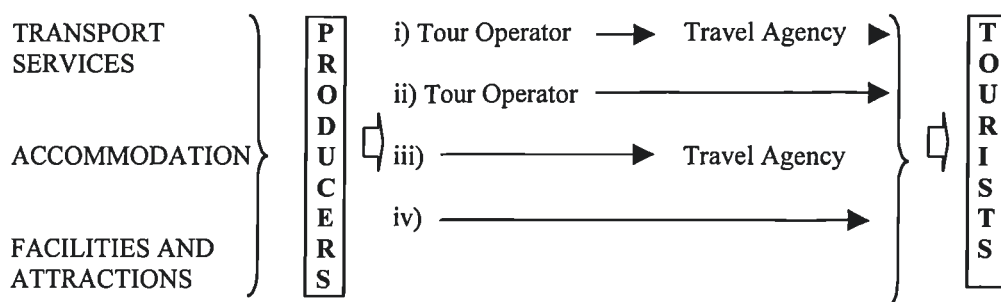 TRANSPORT
SERVICES
ACCOMMODATION
FACILITIES AND
ATTRACTIONS
PRODUCERS
i) Tour Operator Travel Agency
ii) Tour Operator
iii) Travel Agency
iv)
TOURISTS